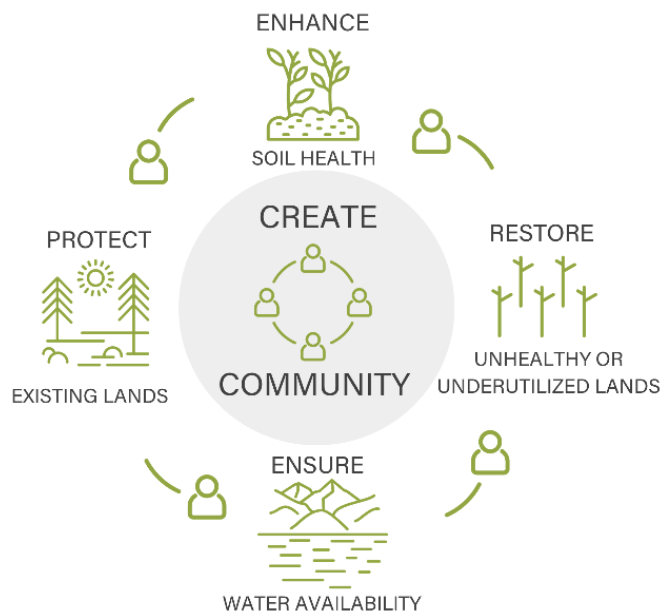 ENHANCE
SOIL HEALTH
PROTECT
EXISTING LANDS
CREATE
COMMUNITY
RESTORE
UNHEALTHY OR
UNDERUTILIZED LANDS
ENSURE
WATER AVAILABILITY